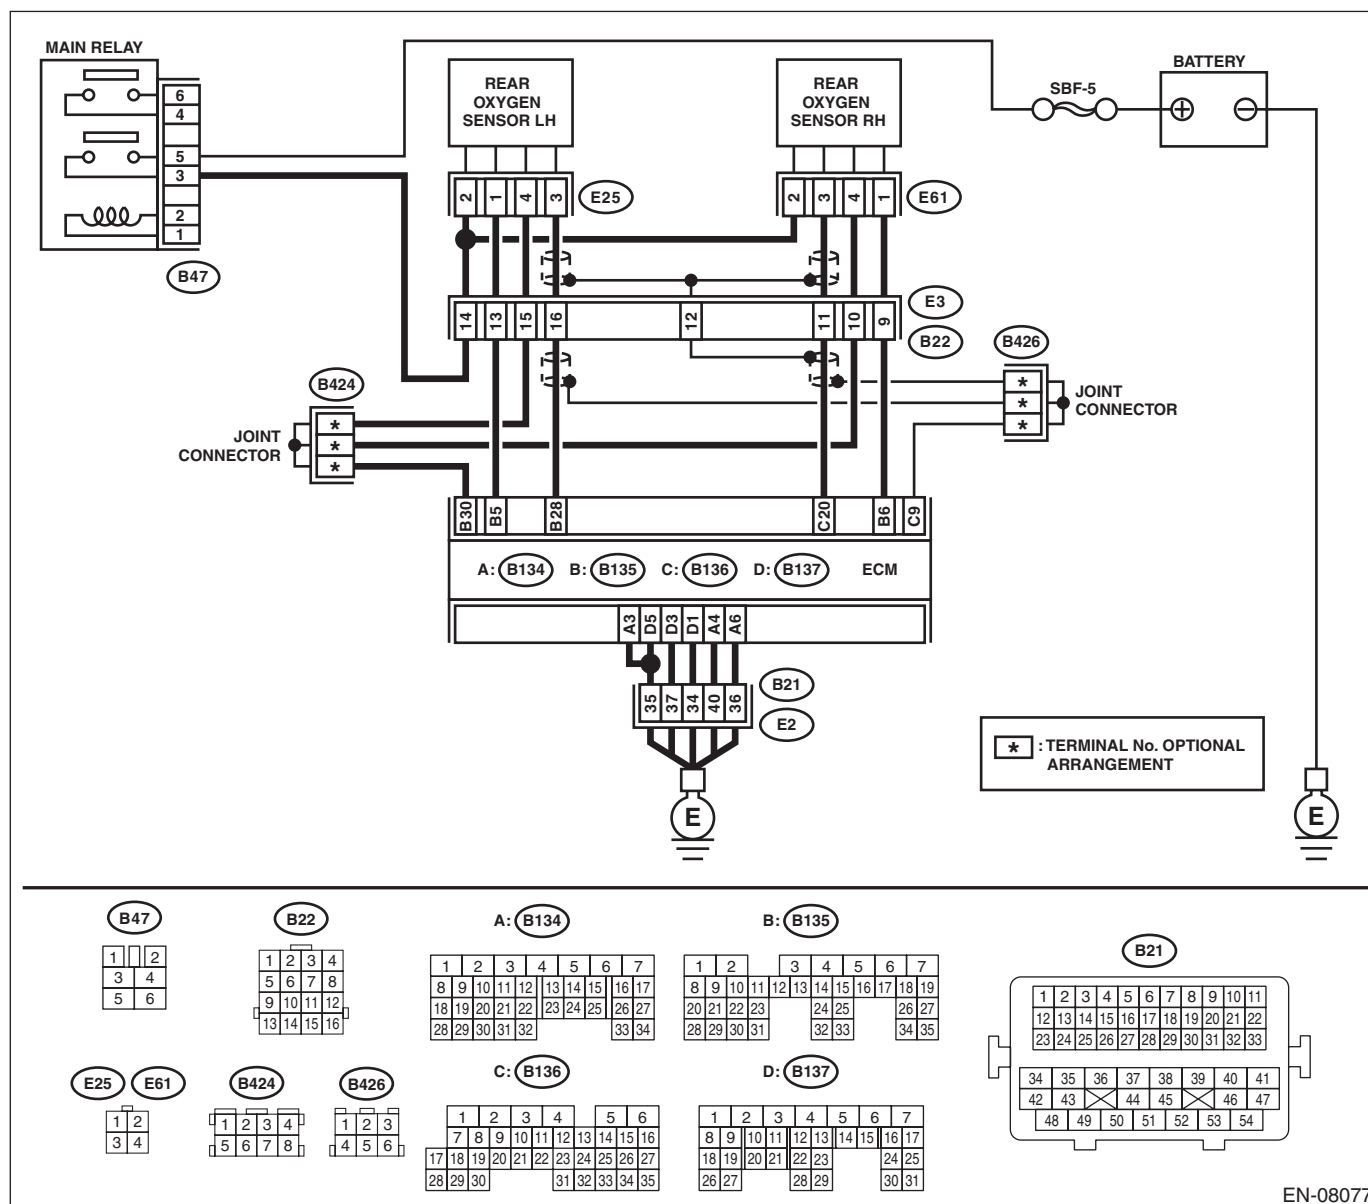 MAIN RELAY
6
4
5
3
2
1
B47
REAR
OXYGEN
SENSOR LH
REAR
OXYGEN
SENSOR RH
SBF-5
BATTERY
+ −
2 1 4 3
E25
2 3 4 1
E61
14 13 15 16 12 11 10 9
E3
B22
B424
JOINT
CONNECTOR
*
*
*
B426
*
*
*
JOINT
CONNECTOR
B30 B5 B28 C20 B6 C9
A: B134 B: B135 C: B136 D: B137 ECM
A3 D5 D3 D1 A4 A6
35 37 34 40 36
B21
E2
E
* : TERMINAL No. OPTIONAL
ARRANGEMENT
E
B47
1 2
3 4
5 6
B22
1 2 3 4
5 6 7 8
9 10 11 12
13 14 15 16
A: B134
1 2 3 4 5 6 7
8 9 10 11 12 13 14 15 16 17
18 19 20 21 22 23 24 25 26 27
28 29 30 31 32 33 34
B: B135
1 2 3 4 5 6 7
8 9 10 11 12 13 14 15 16 17 18 19
20 21 22 23 24 25 26 27
28 29 30 31 32 33 34 35
B21
1 2 3 4 5 6 7 8 9 10 11
12 13 14 15 16 17 18 19 20 21 22
23 24 25 26 27 28 29 30 31 32 33
34 35 36 37 38 39 40 41
42 43 44 45 46 47
48 49 50 51 52 53 54
E25 E61
1 2
3 4
B424
1 2 3 4
5 6 7 8
B426
1 2 3
4 5 6
C: B136
1 2 3 4 5 6
7 8 9 10 11 12 13 14 15 16
17 18 19 20 21 22 23 24 25 26 27
28 29 30 31 32 33 34 35
D: B137
1 2 3 4 5 6 7
8 9 10 11 12 13 14 15 16 17
18 19 20 21 22 23 24 25
26 27 28 29 30 31
EN-08077